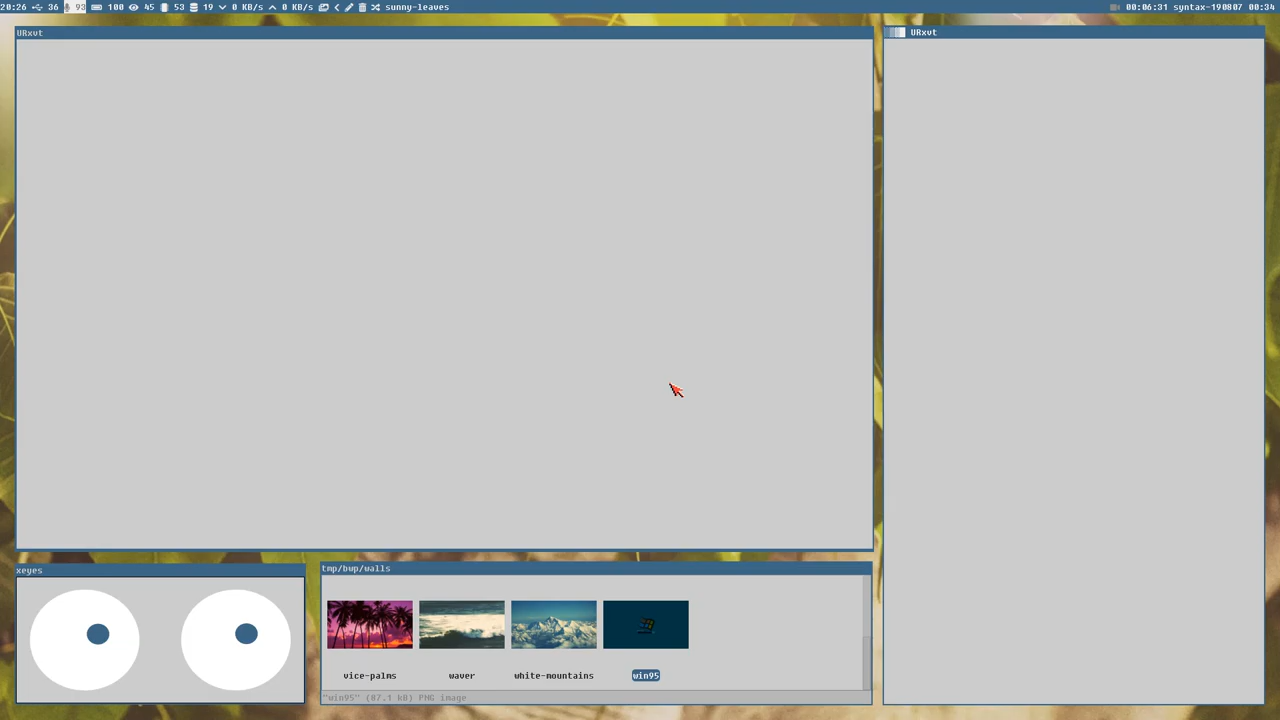 20:26 36 93 100 45 53 19 0 KB/s 0 KB/s sunny-leaves 00:06:31 syntax-190807 00:34
URxvt
URxvt
xeyes
tmp/bwp/walls
vice-palms waver white-mountains win95
"win95" (87.1 kB) PNG image